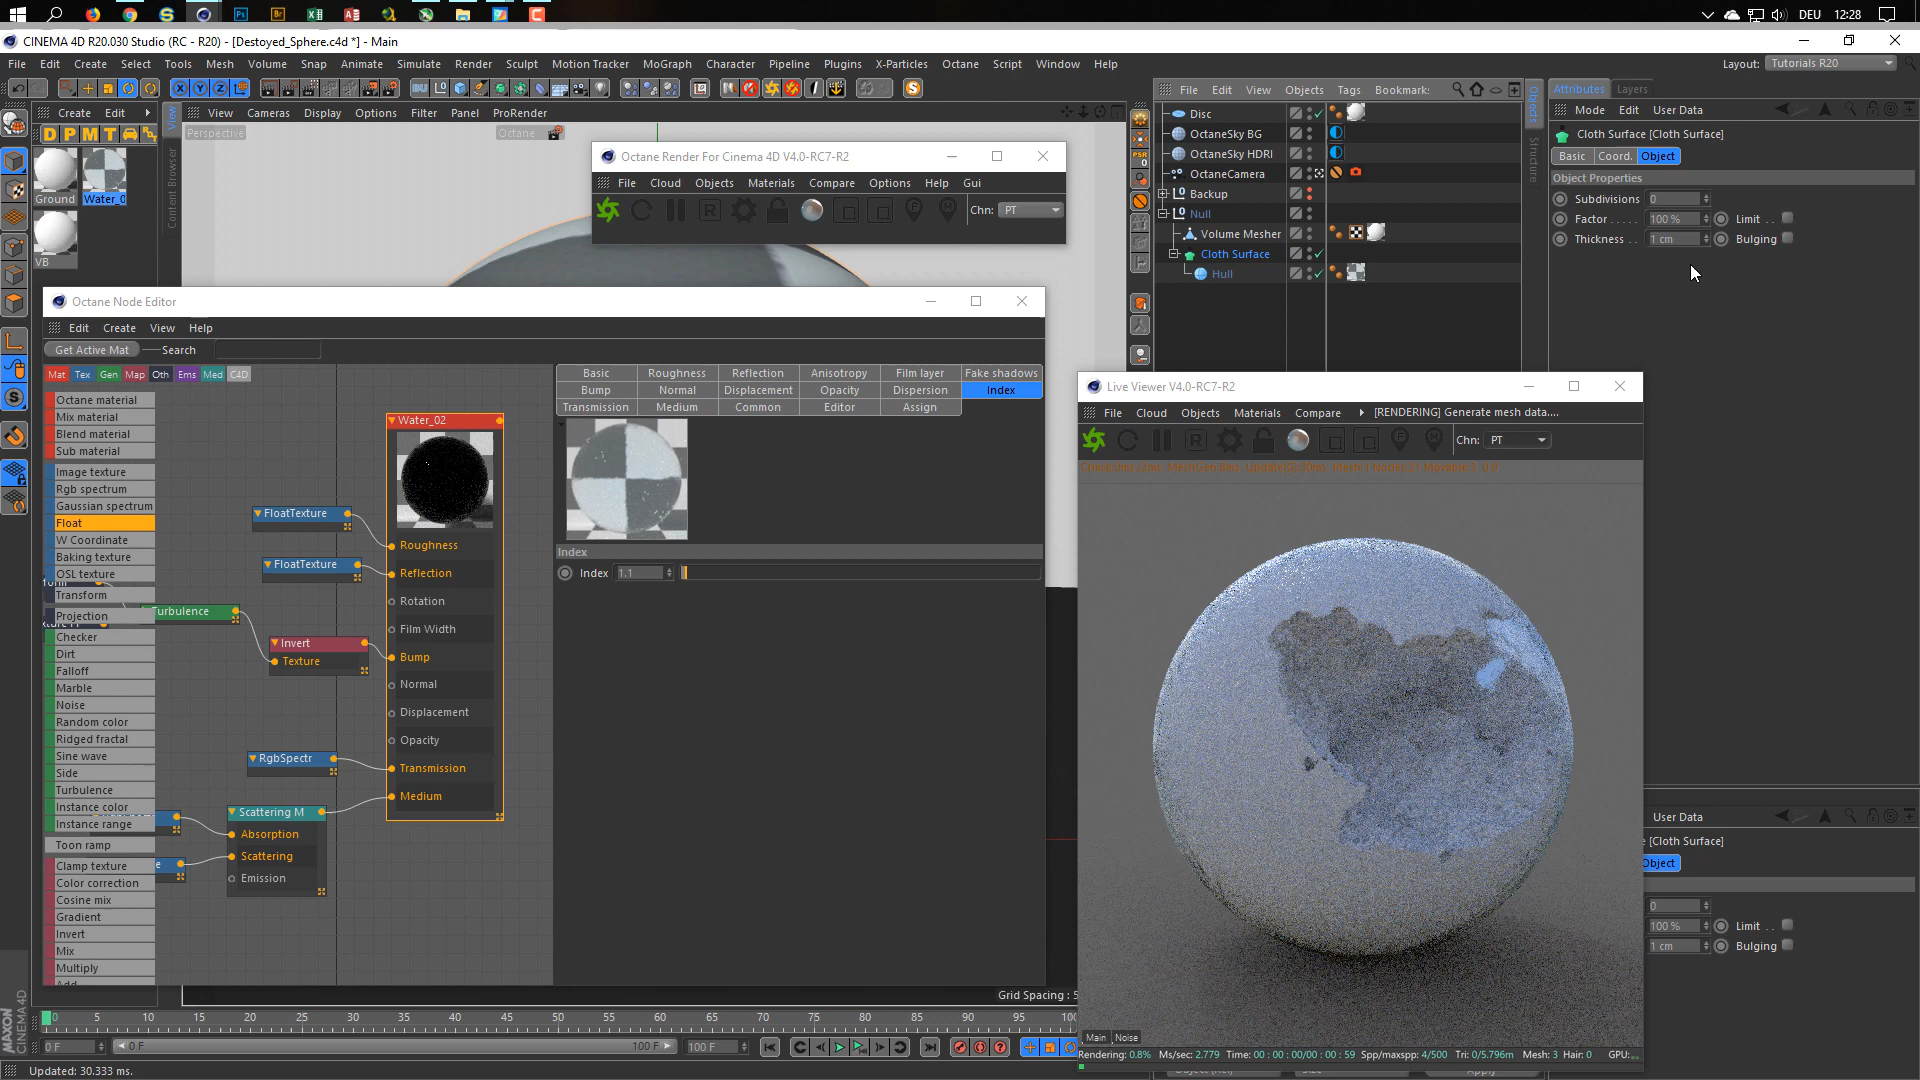 DEU
12:28
CINEMA 4D R20.030 Studio (RC - R20) - [Destoyed_Sphere.c4d *] - Main
File Edit Create Select Tools Mesh Volume Snap Animate Simulate Render Sculpt Motion Tracker MoGraph Character Pipeline Plugins X-Particles Octane Script Window Help
Layout: Tutorials R20
Create Edit
View Cameras Display Options Filter Panel ProRender
File Edit View Objects Tags Bookmark:
Attributes Layers
Mode Edit User Data
Perspective
Octane
View
Content Browser
Objects
Structure
D P M T
Ground
Water_0
VB
Disc
OctaneSky BG
OctaneSky HDRI
OctaneCamera
Backup
Null
Volume Mesher
Cloth Surface
Hull
Cloth Surface [Cloth Surface]
Basic Coord. Object
Object Properties
Subdivisions 0
Factor . . . . . 100 % Limit . .
Thickness . . 1 cm Bulging
Octane Render For Cinema 4D V4.0-RC7-R2
File Cloud Objects Materials Compare Options Help Gui
Chn: PT
Octane Node Editor
Edit Create View Help
Get Active Mat
Search
Mat Tex Gen Map Oth Ems Med C4D
Octane material
Mix material
Blend material
Sub material
Image texture
Rgb spectrum
Gaussian spectrum
Float
W Coordinate
Baking texture
OSL texture
Transform
Projection
Checker
Dirt
Falloff
Marble
Noise
Random color
Ridged fractal
Sine wave
Side
Turbulence
Instance color
Instance range
Toon ramp
Clamp texture
Color correction
Cosine mix
Gradient
Invert
Mix
Multiply
Add
Water_02
FloatTexture
FloatTexture
Turbulence
Invert
Texture
RgbSpectr
Scattering M
Absorption
Scattering
Emission
Roughness
Reflection
Rotation
Film Width
Bump
Normal
Displacement
Opacity
Transmission
Medium
Basic Roughness Reflection Anisotropy Film layer Fake shadows
Bump Normal Displacement Opacity Dispersion Index
Transmission Medium Common Editor Assign
Index
Index 1.1
Live Viewer V4.0-RC7-R2
File Cloud Objects Materials Compare
[RENDERING] Generate mesh data....
Chn: PT
Main Noise
Rendering: 0.8% Ms/sec: 2.779 Time: 00 : 00 : 00/00 : 00 : 59 Spp/maxspp: 4/500 Tri: 0/5.796m Mesh: 3 Hair: 0 GPU:
User Data
[Cloth Surface]
Object
0
100 % Limit . .
1 cm Bulging
Grid Spacing : 5
0 5 10 15 20 25 30 35 40 45 50 55 60 65 70 75 80 85 90 95 100
0 F
0 F
100 F
100 F
Updated: 30.333 ms.
MAXON
CINEMA 4D